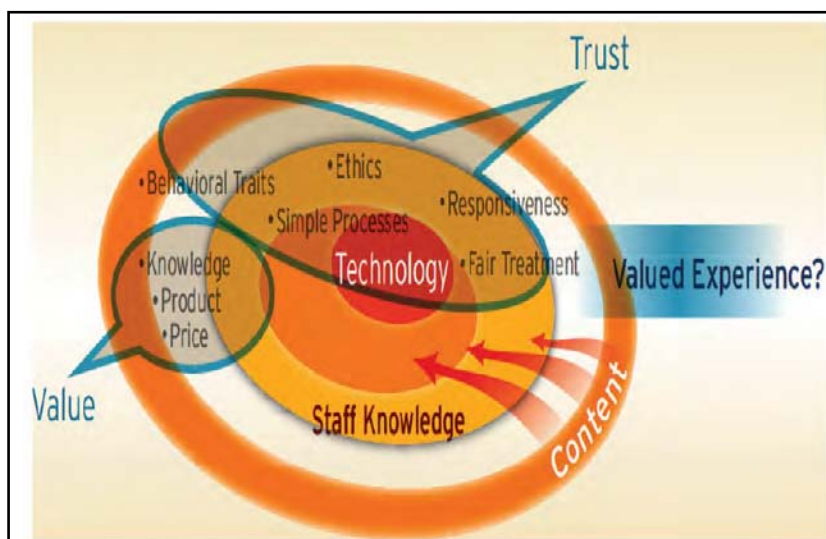 Trust
•Ethics
•Behavioral Traits
•Responsiveness
•Simple Processes
•Knowledge
Technology
•Fair Treatment
Valued Experience?
•Product
•Price
Value
Staff Knowledge
Content